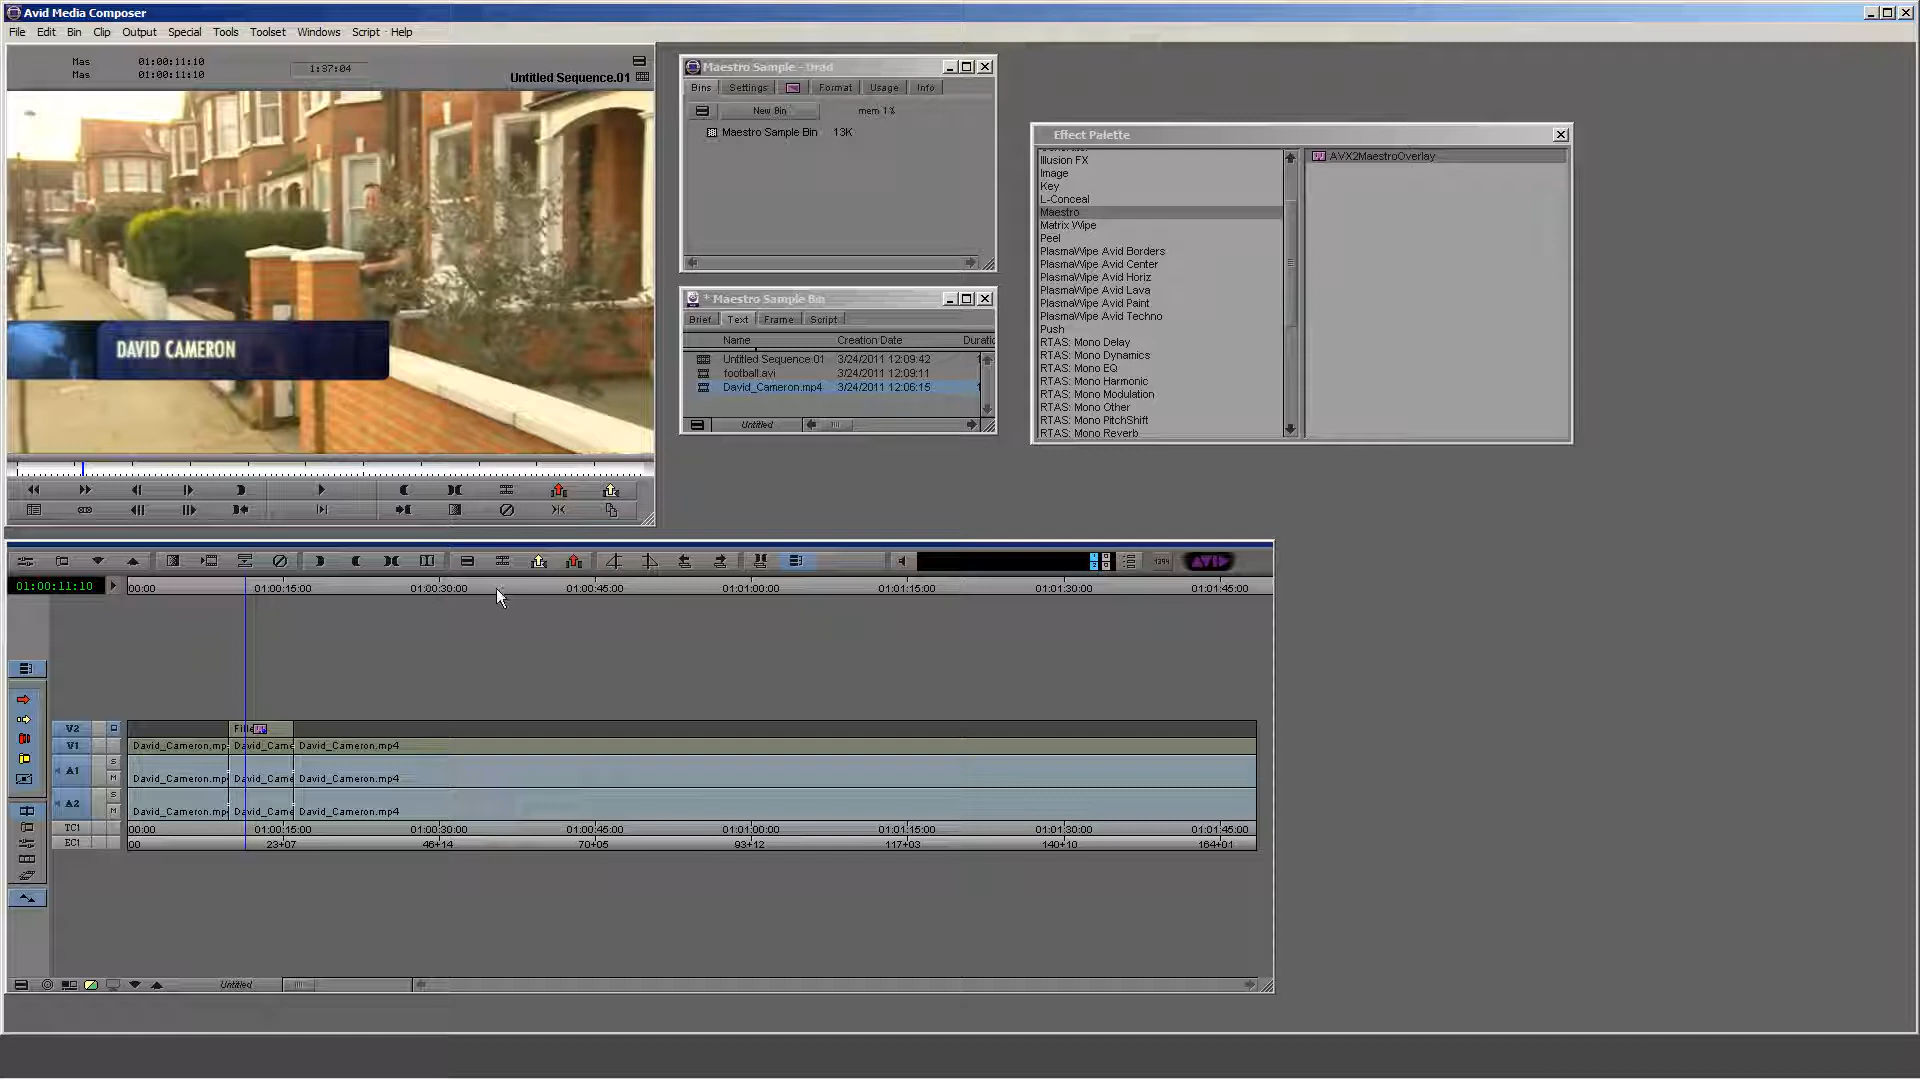 Avid Media Composer
File Edit Bin Clip Output Special Tools Toolset Windows Script Help
Mas 01:00:11:10
Mas 01:00:11:10
1:37:04
Untitled Sequence.01
DAVID CAMERON
Maestro Sample - Orad
Bins Settings Format Usage Info
New Bin mem 1%
Maestro Sample Bin 13K
* Maestro Sample Bin
Brief Text Frame Script
Name Creation Date Duratio
Untitled Sequence.01 3/24/2011 12:09:42
football.avi 3/24/2011 12:09:11
David_Cameron.mp4 3/24/2011 12:06:15
Untitled
Effect Palette
Illusion FX
Image
Key
L-Conceal
Maestro
Matrix Wipe
Peel
PlasmaWipe Avid Borders
PlasmaWipe Avid Center
PlasmaWipe Avid Horiz
PlasmaWipe Avid Lava
PlasmaWipe Avid Paint
PlasmaWipe Avid Techno
Push
RTAS: Mono Delay
RTAS: Mono Dynamics
RTAS: Mono EQ
RTAS: Mono Harmonic
RTAS: Mono Modulation
RTAS: Mono Other
RTAS: Mono PitchShift
RTAS: Mono Reverb
AVX2MaestroOverlay
1394 AVID
01:00:11:10
00:00 01:00:15:00 01:00:30:00 01:00:45:00 01:01:00:00 01:01:15:00 01:01:30:00 01:01:45:00
V2 Fille
V1 David_Cameron.mp David_Came David_Cameron.mp4
A1 S M David_Cameron.mp David_Came David_Cameron.mp4
A2 S M David_Cameron.mp David_Came David_Cameron.mp4
TC1 00:00 01:00:15:00 01:00:30:00 01:00:45:00 01:01:00:00 01:01:15:00 01:01:30:00 01:01:45:00
EC1 00 23+07 46+14 70+05 93+12 117+03 140+10 164+01
Untitled